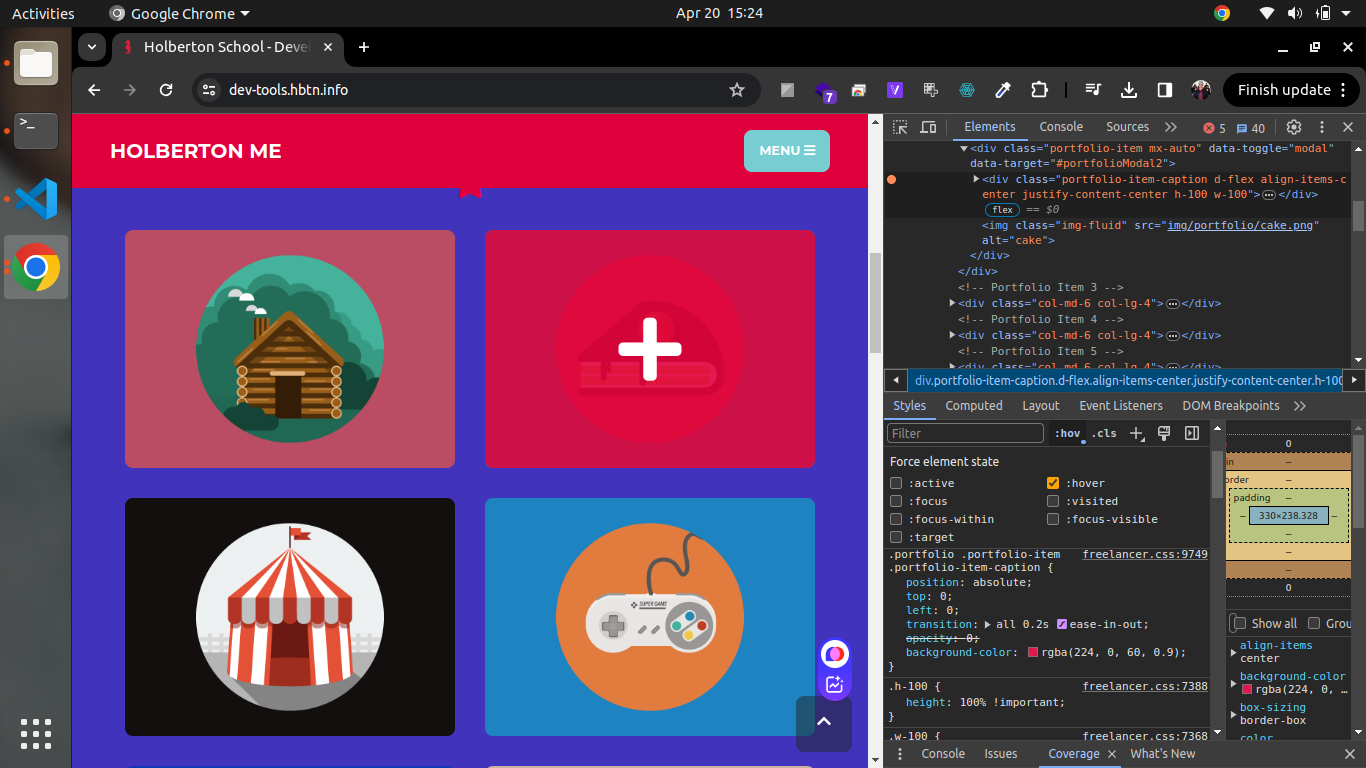 Activities
Google Chrome
Apr 20 15:24
Holberton School - Devel
dev-tools.hbtn.info
7
Finish update
HOLBERTON ME
MENU
SUPER GAME
Elements
Console
Sources
5
40
<div class="portfolio-item mx-auto" data-toggle="modal"
data-target="#portfolioModal2">
<div class="portfolio-item-caption d-flex align-items-c
enter justify-content-center h-100 w-100">…</div>
flex == $0
<img class="img-fluid" src="img/portfolio/cake.png"
alt="cake">
</div>
</div>
<!-- Portfolio Item 3 -->
<div class="col-md-6 col-lg-4">…</div>
<!-- Portfolio Item 4 -->
<div class="col-md-6 col-lg-4">…</div>
<!-- Portfolio Item 5 -->
<div class="col-md-6 col-lg-4">…</div>
div.portfolio-item-caption.d-flex.align-items-center.justify-content-center.h-100
Styles
Computed
Layout
Event Listeners
DOM Breakpoints
Filter
:hov
.cls
Force element state
:active
:hover
:focus
:visited
:focus-within
:focus-visible
:target
.portfolio .portfolio-item
freelancer.css:9749
.portfolio-item-caption {
position: absolute;
top: 0;
left: 0;
transition: all 0.2s ease-in-out;
opacity: 0;
background-color: rgba(224, 0, 60, 0.9);
}
.h-100 {
freelancer.css:7388
height: 100% !important;
}
.w-100 {
freelancer.css:7368
0
in –
order –
padding –
– 330×238.328 –
–
–
–
0
Show all
Grou
align-items
center
background-color
rgba(224, 0, …
box-sizing
border-box
color
Console
Issues
Coverage
What's New